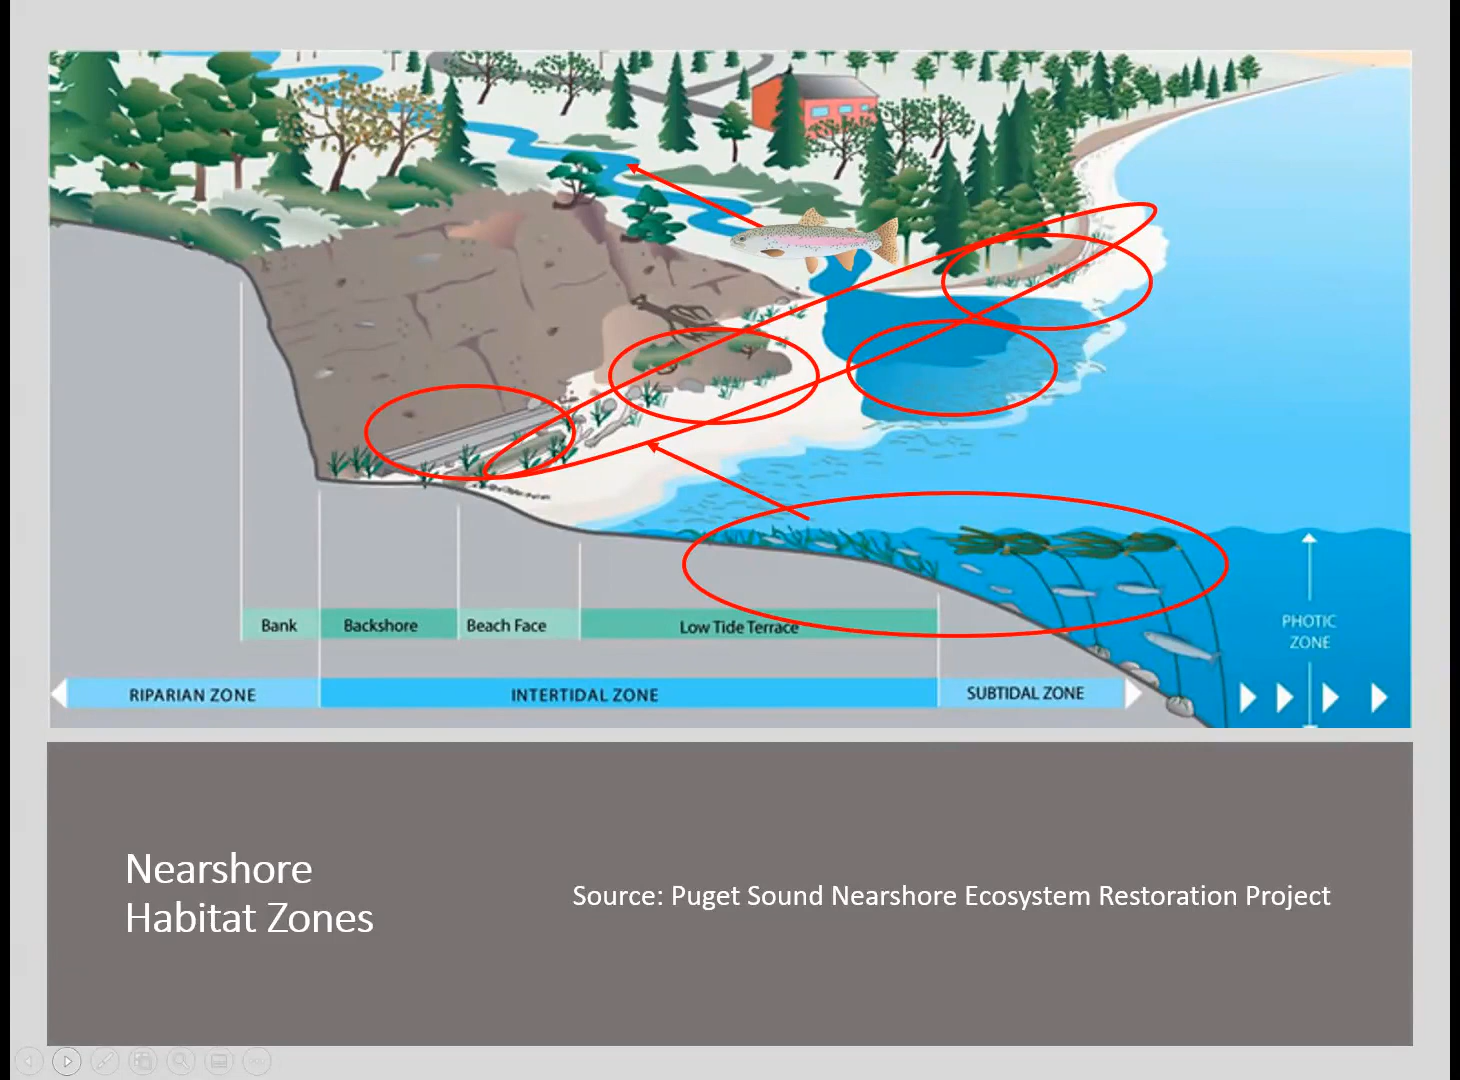 PHOTIC
ZONE
Bank
Backshore
Beach Face
Low Tide Terrace
RIPARIAN ZONE
INTERTIDAL ZONE
SUBTIDAL ZONE
Nearshore
Habitat Zones
Source: Puget Sound Nearshore Ecosystem Restoration Project